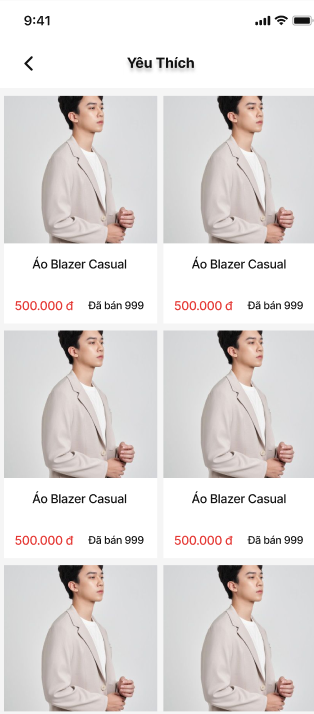 9:41
Yêu Thích
Áo Blazer Casual
Áo Blazer Casual
500.000 đ Đã bán 999
500.000 đ Đã bán 999
Áo Blazer Casual
Áo Blazer Casual
500.000 đ Đã bán 999
500.000 đ Đã bán 999